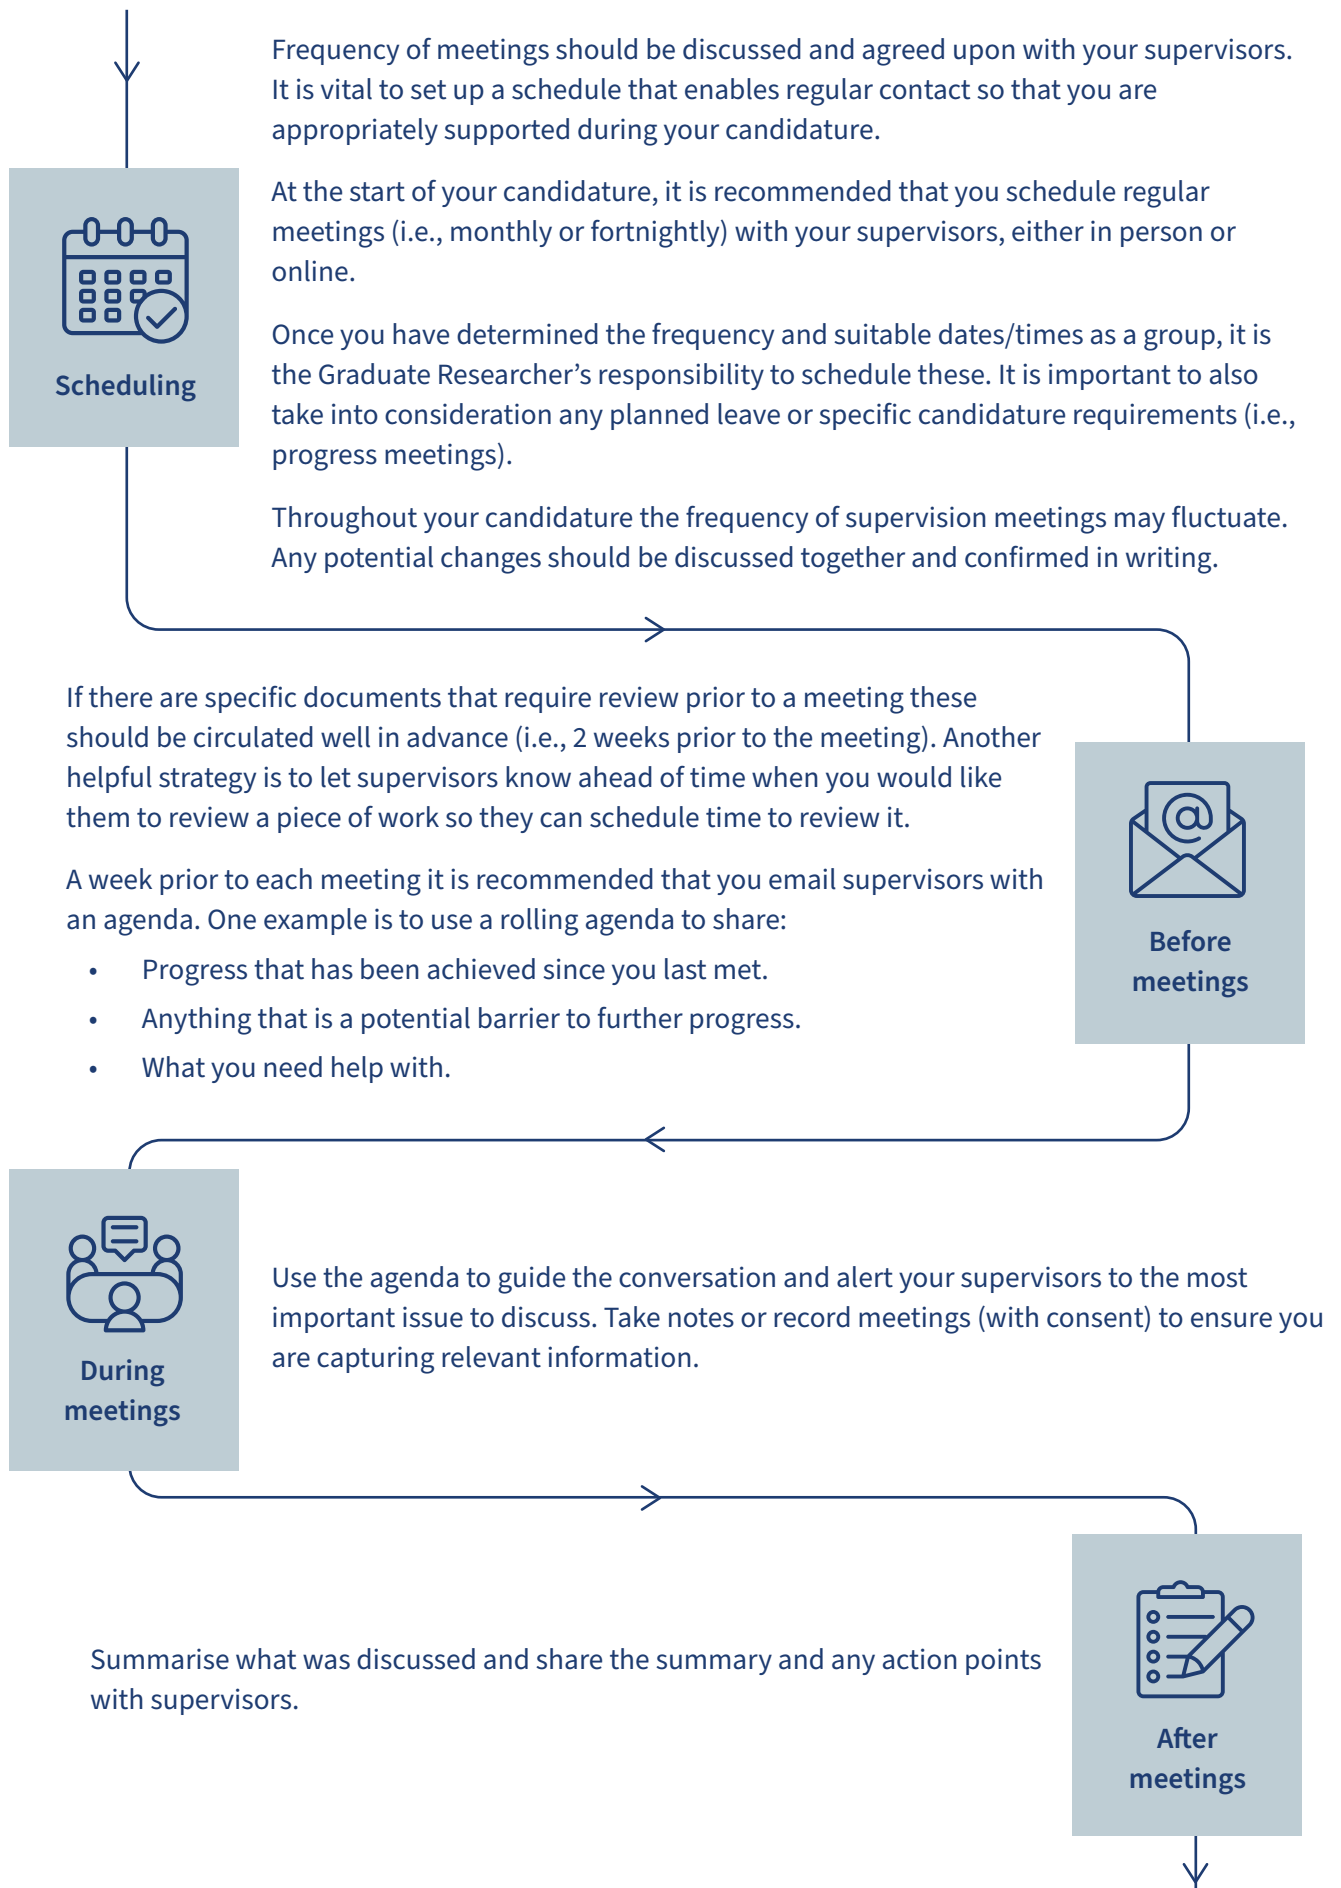 Frequency of meetings should be discussed and agreed upon with your supervisors.
It is vital to set up a schedule that enables regular contact so that you are
appropriately supported during your candidature.
At the start of your candidature, it is recommended that you schedule regular
meetings (i.e., monthly or fortnightly) with your supervisors, either in person or
online.
Once you have determined the frequency and suitable dates/times as a group, it is
the Graduate Researcher’s responsibility to schedule these. It is important to also
take into consideration any planned leave or specific candidature requirements (i.e.,
progress meetings).
Throughout your candidature the frequency of supervision meetings may fluctuate.
Any potential changes should be discussed together and confirmed in writing.
Scheduling
If there are specific documents that require review prior to a meeting these
should be circulated well in advance (i.e., 2 weeks prior to the meeting). Another
helpful strategy is to let supervisors know ahead of time when you would like
them to review a piece of work so they can schedule time to review it.
A week prior to each meeting it is recommended that you email supervisors with
an agenda. One example is to use a rolling agenda to share:
• Progress that has been achieved since you last met.
• Anything that is a potential barrier to further progress.
• What you need help with.
@
Before
meetings
During
meetings
Use the agenda to guide the conversation and alert your supervisors to the most
important issue to discuss. Take notes or record meetings (with consent) to ensure you
are capturing relevant information.
Summarise what was discussed and share the summary and any action points
with supervisors.
After
meetings